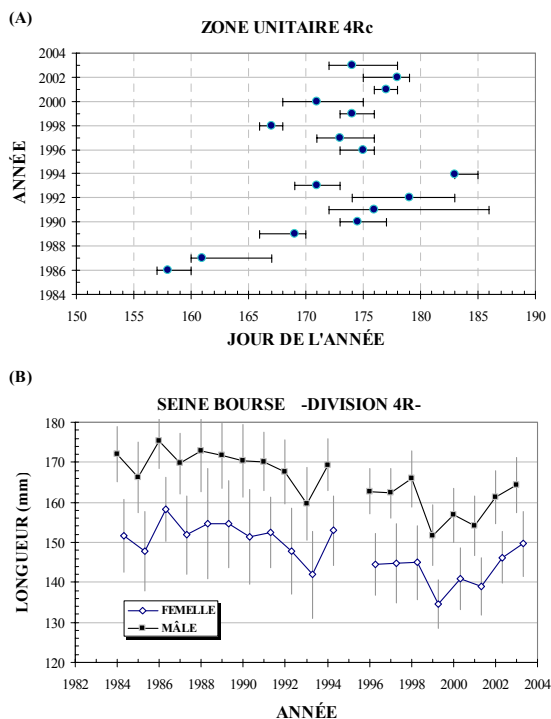 (A)
ZONE UNITAIRE 4Rc
ANNÉE
2004
2002
2000
1998
1996
1994
1992
1990
1988
1986
1984
150 155 160 165 170 175 180 185 190
JOUR DE L'ANNÉE
(B)
SEINE BOURSE -DIVISION 4R-
LONGUEUR (mm)
180
170
160
150
140
130
120
FEMELLE
MÂLE
1982 1984 1986 1988 1990 1992 1994 1996 1998 2000 2002 2004
ANNÉE